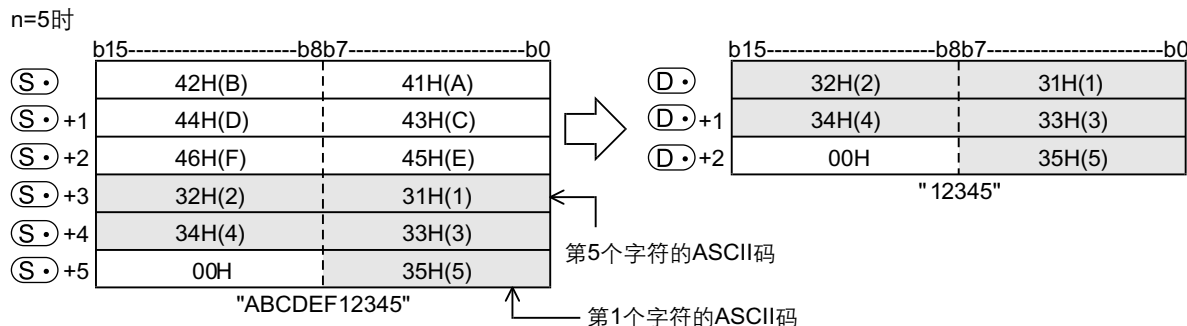 n=5时
b15-----------------------b8b7-----------------------b0 b15-----------------------b8b7-----------------------b0
(S·) 42H(B) 41H(A) (D·) 32H(2) 31H(1)
(S·)+1 44H(D) 43H(C) (D·)+1 34H(4) 33H(3)
(S·)+2 46H(F) 45H(E) (D·)+2 00H 35H(5)
(S·)+3 32H(2) 31H(1) "12345"
(S·)+4 34H(4) 33H(3) 第5个字符的ASCII码
(S·)+5 00H 35H(5)
"ABCDEF12345" 第1个字符的ASCII码